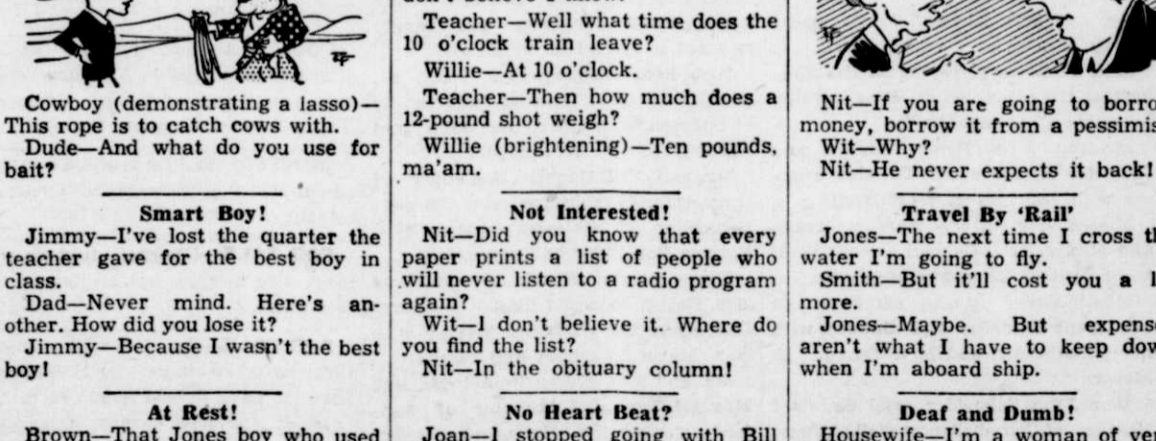 Cowboy (demonstrating a lasso)—
This rope is to catch cows with.
Dude—And what do you use for
bait?
Smart Boy!
Jimmy—I've lost the quarter the
teacher gave for the best boy in
class.
Dad—Never mind. Here's an-
other. How did you lose it?
Jimmy—Because I wasn't the best
boy!
At Rest!
Brown—That Jones boy who used
Teacher—Well what time does the
10 o'clock train leave?
Willie—At 10 o'clock.
Teacher—Then how much does a
12-pound shot weigh?
Willie (brightening)—Ten pounds,
ma'am.
Not Interested!
Nit—Did you know that every
paper prints a list of people who
will never listen to a radio program
again?
Wit—I don't believe it. Where do
you find the list?
Nit—In the obituary column!
No Heart Beat?
Joan—I stopped going with Bill
Nit—If you are going to borro
money, borrow it from a pessimis
Wit—Why?
Nit—He never expects it back!
Travel By 'Rail'
Jones—The next time I cross th
water I'm going to fly.
Smith—But it'll cost you a l
more.
Jones—Maybe. But expense
aren't what I have to keep dow
when I'm aboard ship.
Deaf and Dumb!
Housewife—I'm a woman of